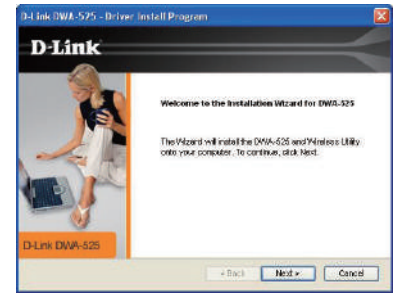 D-Link DWA-525 - Driver Install Program
D-Link
Welcome to the Installation Wizard for DWA-525
The Wizard will install the DWA-525 and Wireless Utility
onto your computer. To continue, click Next.
D-Link DWA-525
< Back
Next >
Cancel